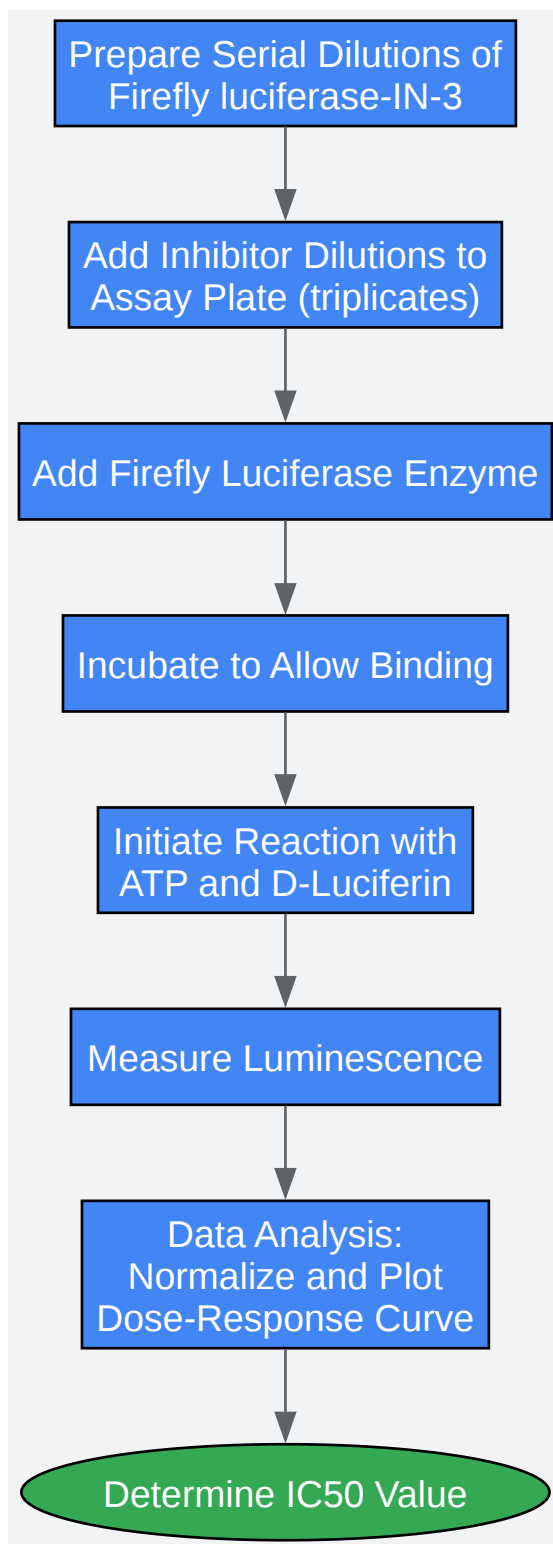 Prepare Serial Dilutions of
Firefly luciferase-IN-3
Add Inhibitor Dilutions to
Assay Plate (triplicates)
Add Firefly Luciferase Enzyme
Incubate to Allow Binding
Initiate Reaction with
ATP and D-Luciferin
Measure Luminescence
Data Analysis:
Normalize and Plot
Dose-Response Curve
Determine IC50 Value